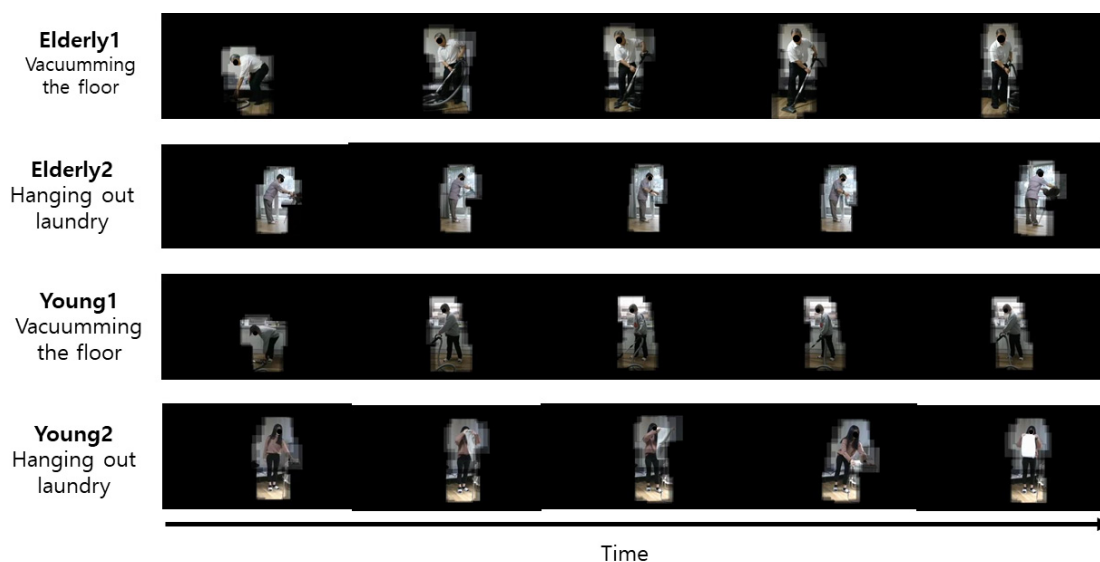 Elderly1
Vacuumming
the floor
Elderly2
Hanging out
laundry
Young1
Vacuumming
the floor
Young2
Hanging out
laundry
Time